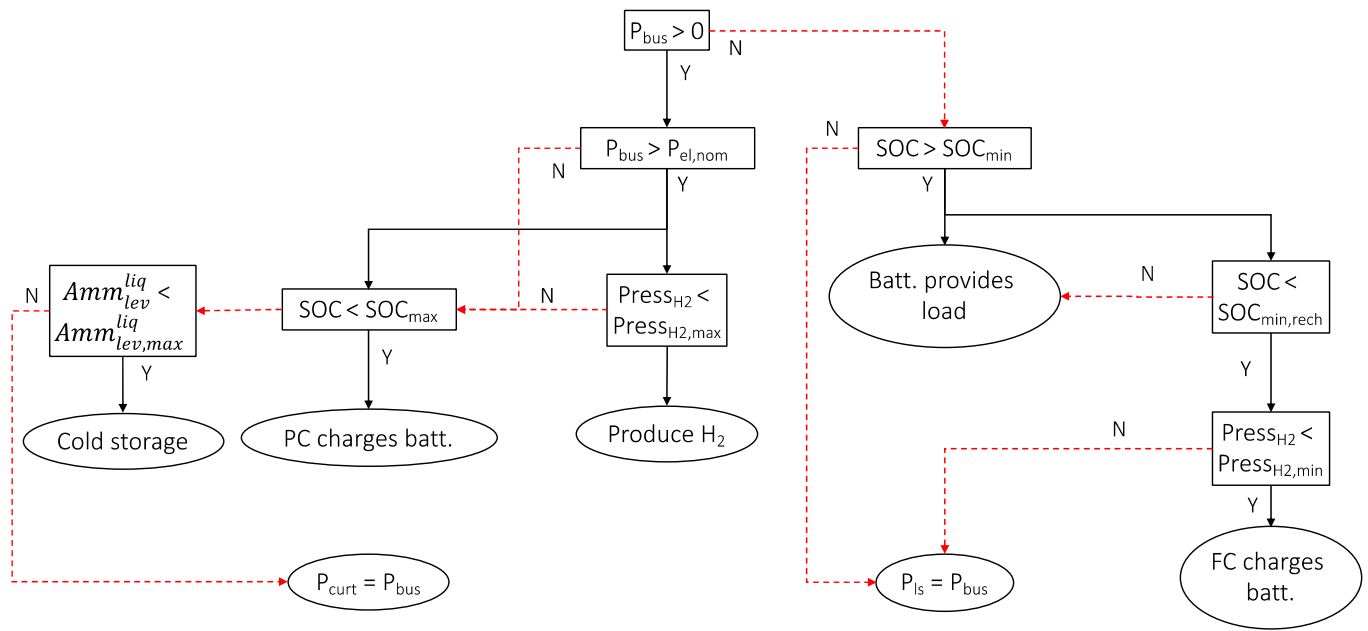 P_bus > 0
N
Y
P_bus > P_el,nom
N
Y
N
SOC > SOC_min
Y
Amm_lev^liq <
Amm_lev,max^liq
N
Y
SOC < SOC_max
Y
N
Press_H2 <
Press_H2,max
Batt. provides
load
N
SOC <
SOC_min,rech
Y
Cold storage
PC charges batt.
Produce H₂
N
Press_H2 <
Press_H2,min
Y
P_curt = P_bus
P_ls = P_bus
FC charges
batt.